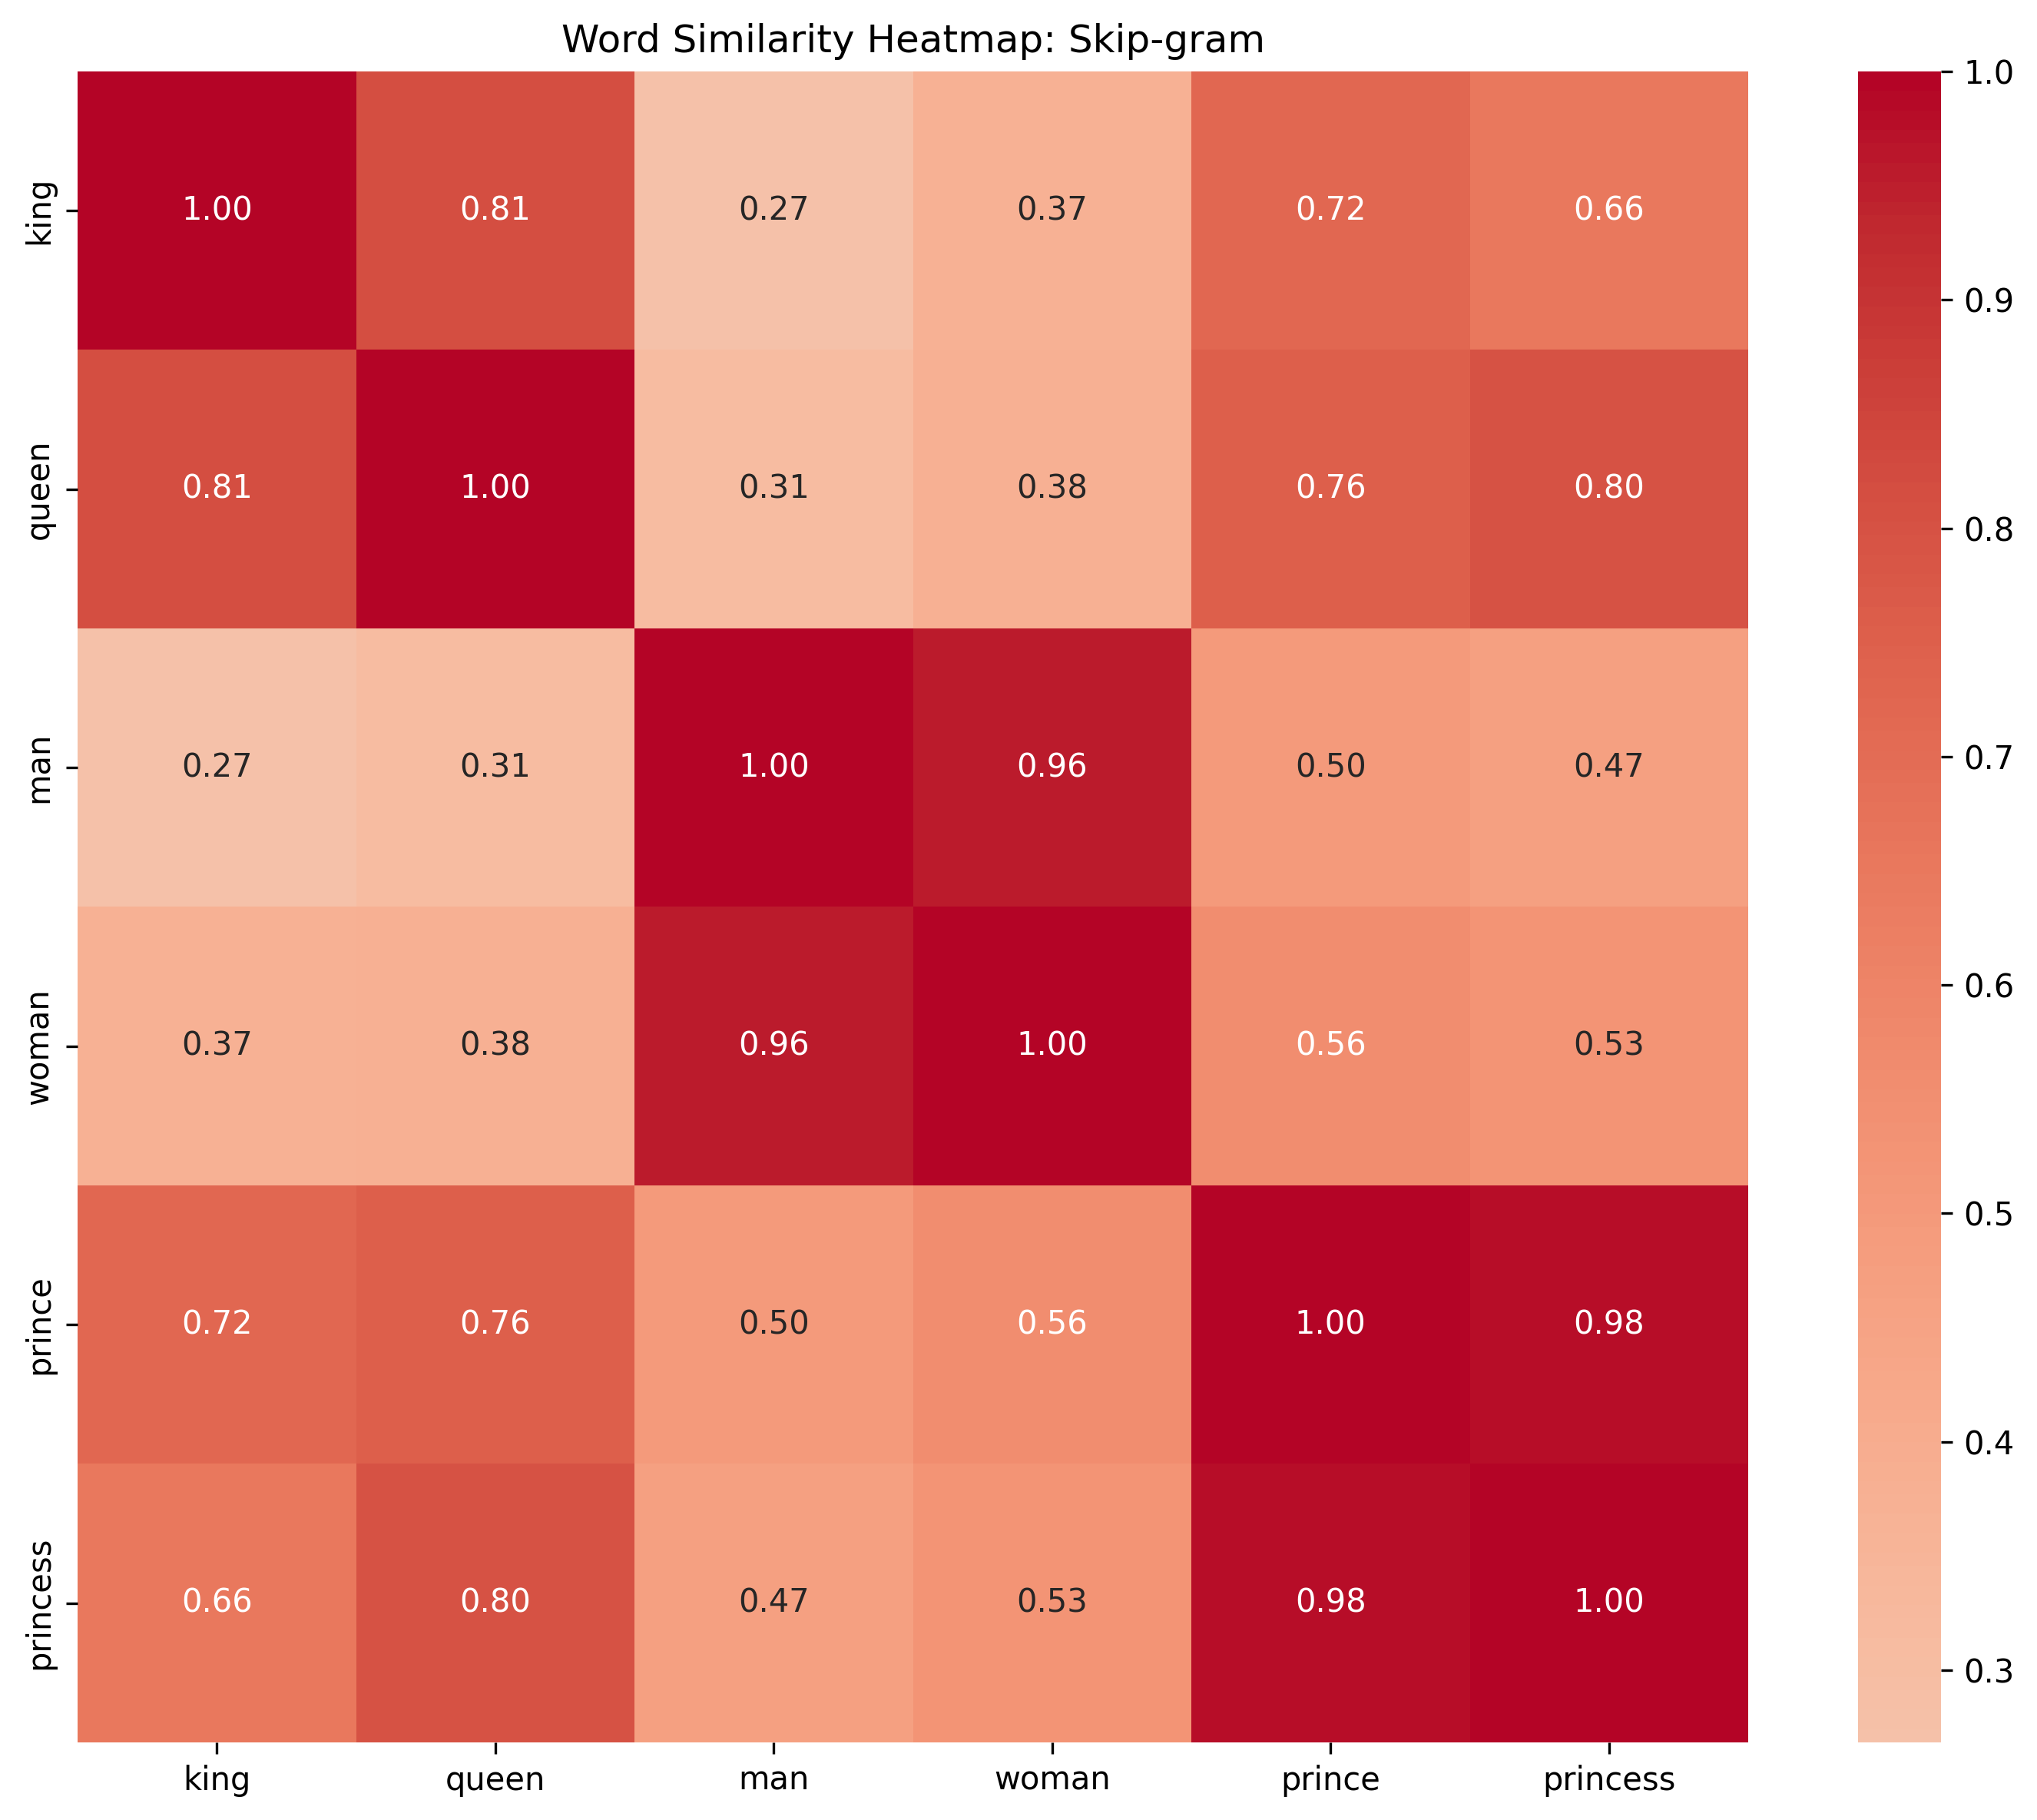 Word Similarity Heatmap: Skip-gram
king 1.00 0.81 0.27 0.37 0.72 0.66
queen 0.81 1.00 0.31 0.38 0.76 0.80
man 0.27 0.31 1.00 0.96 0.50 0.47
woman 0.37 0.38 0.96 1.00 0.56 0.53
prince 0.72 0.76 0.50 0.56 1.00 0.98
princess 0.66 0.80 0.47 0.53 0.98 1.00
king queen man woman prince princess
1.0
0.9
0.8
0.7
0.6
0.5
0.4
0.3